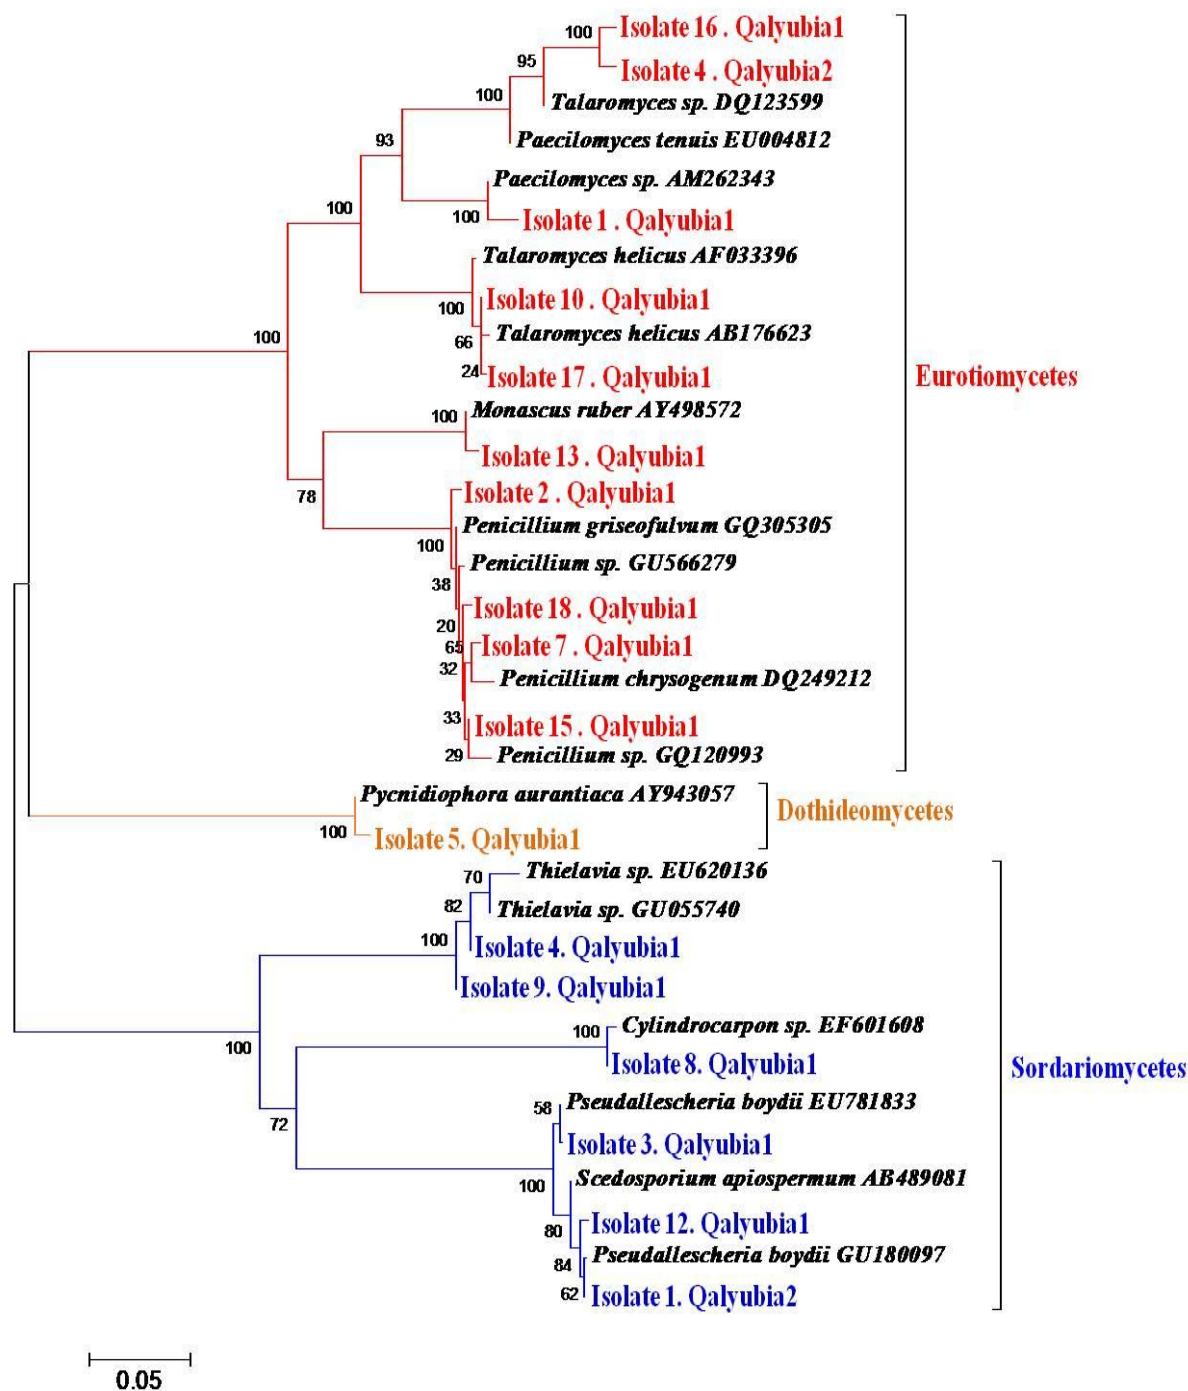 100
Isolate 16 . Qalyubia1
95
Isolate 4 . Qalyubia2
100
Talaromyces sp. DQ123599
93
Paecilomyces tenuis EU004812
Paecilomyces sp. AM262343
100
100
Isolate 1 . Qalyubia1
Talaromyces helicus AF033396
Isolate 10 . Qalyubia1
100
Talaromyces helicus AB176623
100
66
24
Isolate 17 . Qalyubia1
Eurotiomycetes
Monascus ruber AY498572
100
Isolate 13 . Qalyubia1
78
Isolate 2 . Qalyubia1
Penicillium griseofulvum GQ305305
100
Penicillium sp. GU566279
38
Isolate 18 . Qalyubia1
20
65
Isolate 7 . Qalyubia1
32
Penicillium chrysogenum DQ249212
33
Isolate 15 . Qalyubia1
29
Penicillium sp. GQ120993
Pycnidiophora aurantiaca AY943057
Dothideomycetes
100
Isolate 5. Qalyubia1
70
Thielavia sp. EU620136
82
Thielavia sp. GU055740
100
Isolate 4. Qalyubia1
Isolate 9. Qalyubia1
100
Cylindrocarpon sp. EF601608
100
Isolate 8. Qalyubia1
Sordariomycetes
58
Pseudallescheria boydii EU781833
72
Isolate 3. Qalyubia1
100
Scedosporium apiospermum AB489081
80
Isolate 12. Qalyubia1
84
Pseudallescheria boydii GU180097
62
Isolate 1. Qalyubia2
0.05